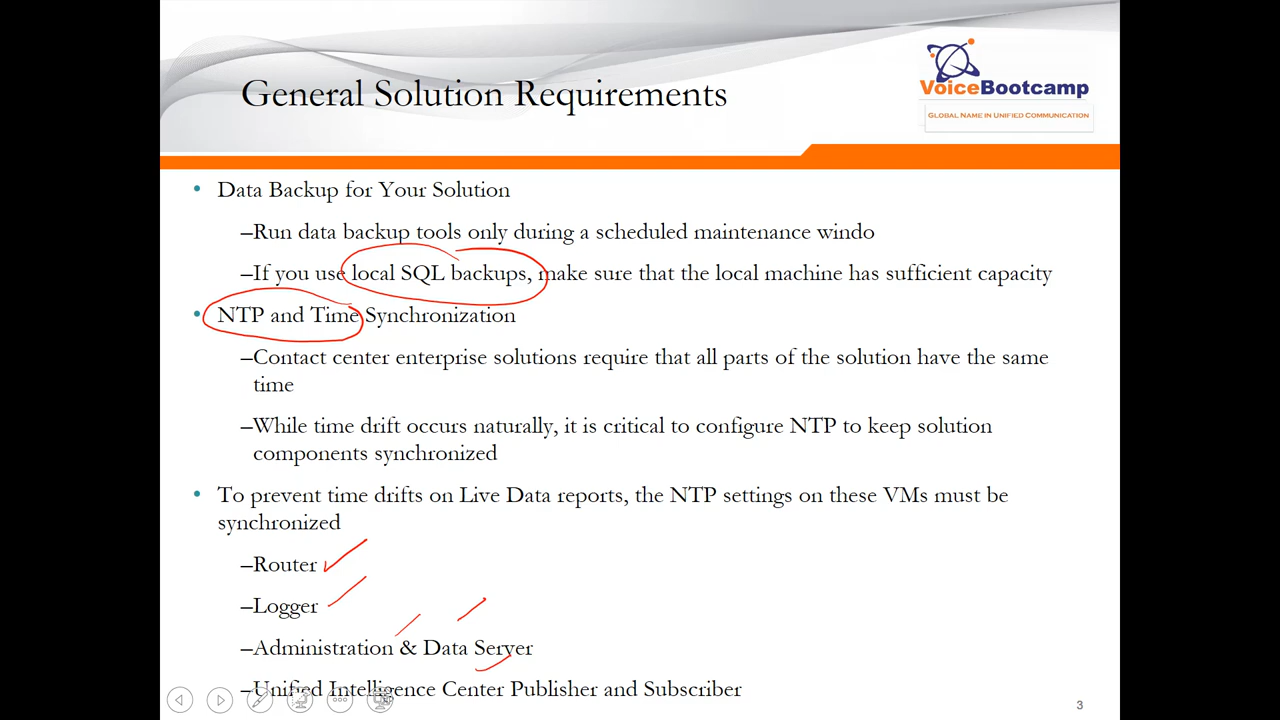 General Solution Requirements
VoiceBootcamp
GLOBAL NAME IN UNIFIED COMMUNICATION
• Data Backup for Your Solution
–Run data backup tools only during a scheduled maintenance windo
–If you use local SQL backups, make sure that the local machine has sufficient capacity
• NTP and Time Synchronization
–Contact center enterprise solutions require that all parts of the solution have the same
time
–While time drift occurs naturally, it is critical to configure NTP to keep solution
components synchronized
• To prevent time drifts on Live Data reports, the NTP settings on these VMs must be
synchronized
–Router
–Logger
–Administration & Data Server
–Unified Intelligence Center Publisher and Subscriber
3